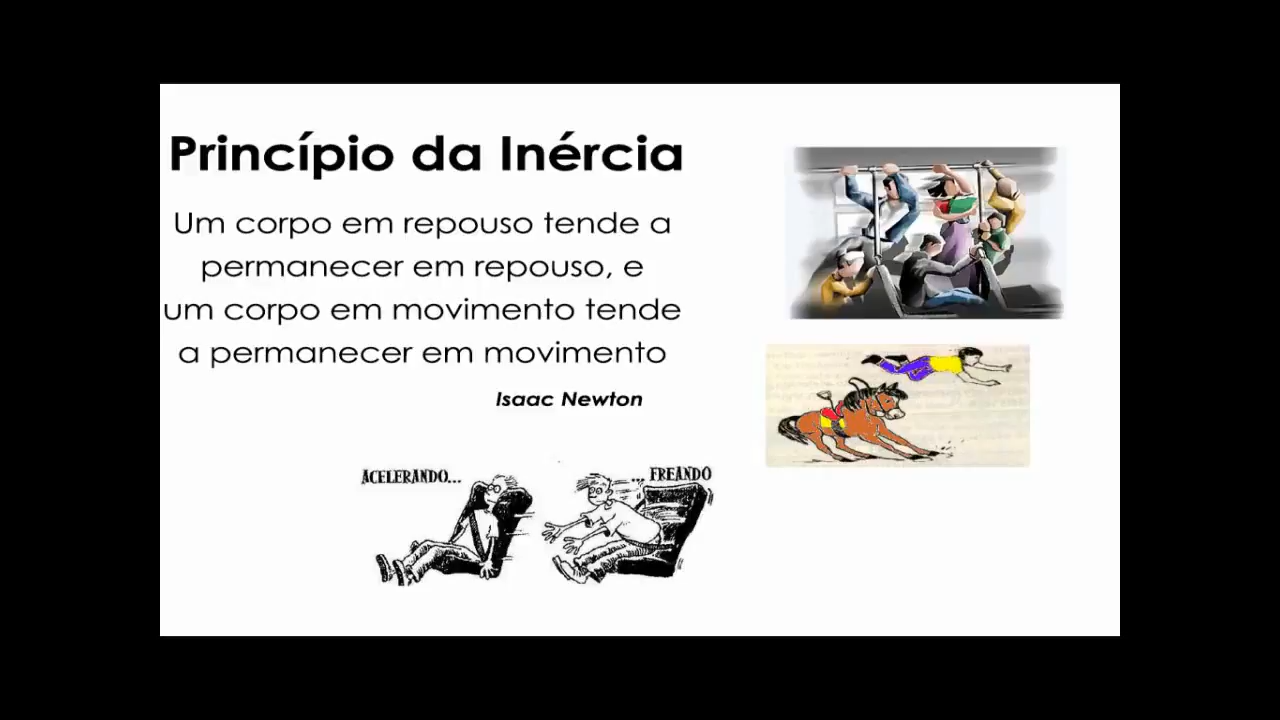 Princípio da Inércia
Um corpo em repouso tende a
permanecer em repouso, e
um corpo em movimento tende
a permanecer em movimento
Isaac Newton
ACELERANDO...
... FREANDO